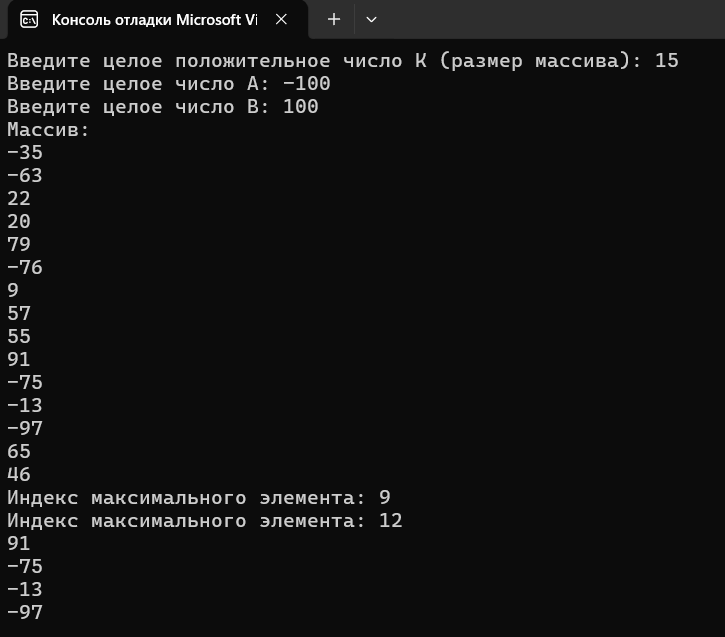 Консоль отладки Microsoft Vi
Введите целое положительное число К (размер массива): 15
Введите целое число А: -100
Введите целое число В: 100
Массив:
-35
-63
22
20
79
-76
9
57
55
91
-75
-13
-97
65
46
Индекс максимального элемента: 9
Индекс максимального элемента: 12
91
-75
-13
-97